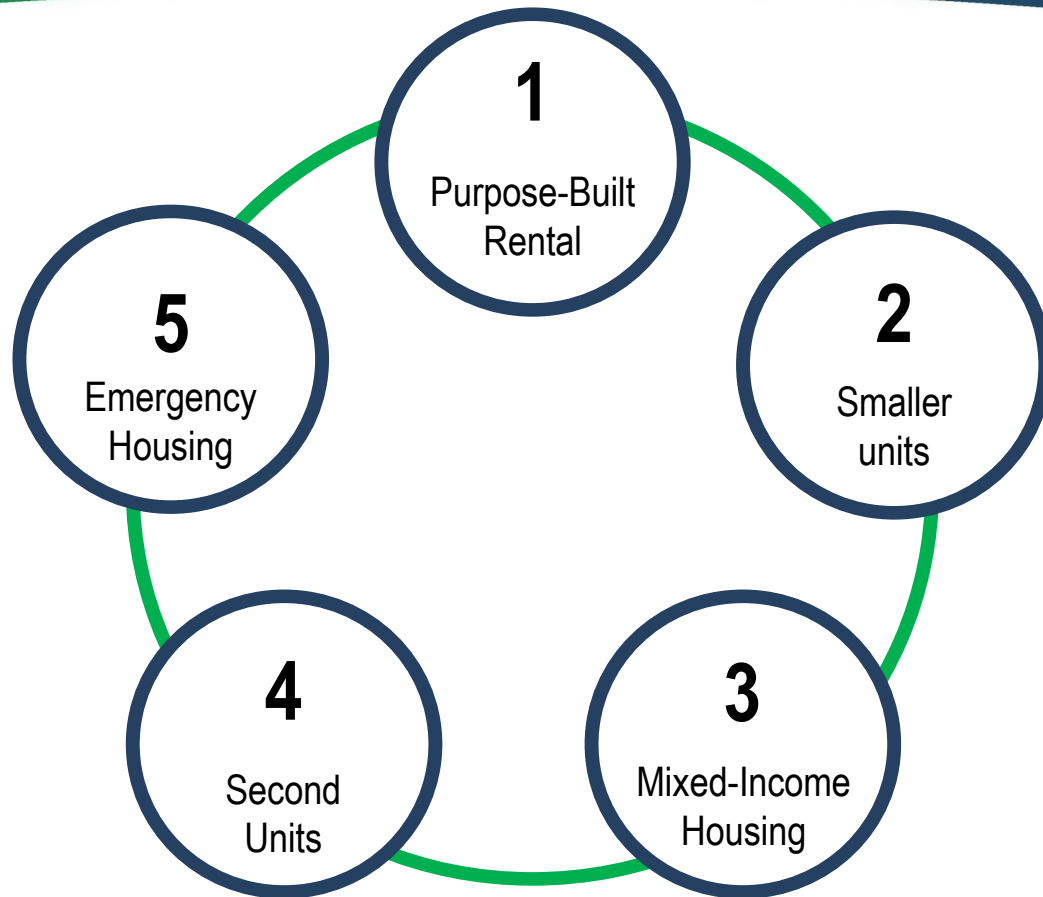 1
Purpose-Built
Rental
2
Smaller
units
3
Mixed-Income
Housing
4
Second
Units
5
Emergency
Housing